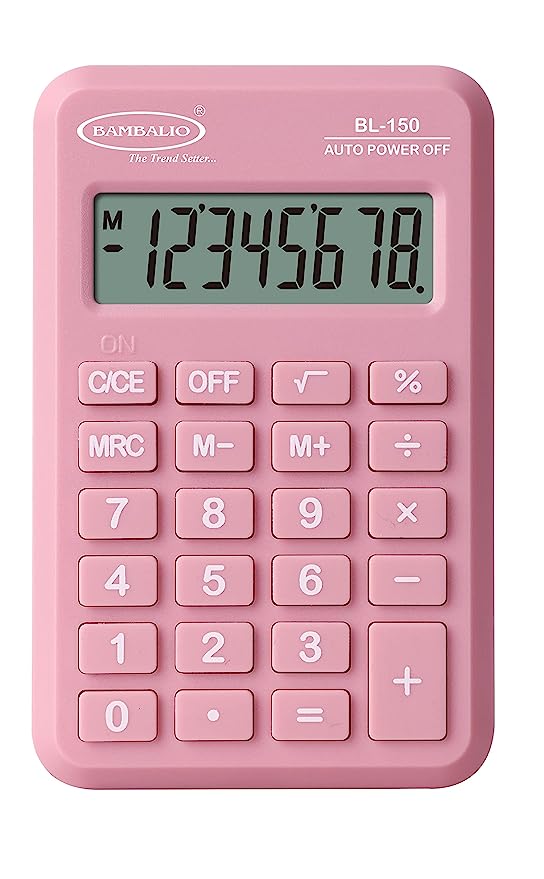 BAMBALIO ®
The Trend Setter...
BL-150
AUTO POWER OFF
M
-12'345'678.
ON
C/CE OFF √ %
MRC M− M+ ÷
7 8 9 ×
4 5 6 −
1 2 3 +
0 • =